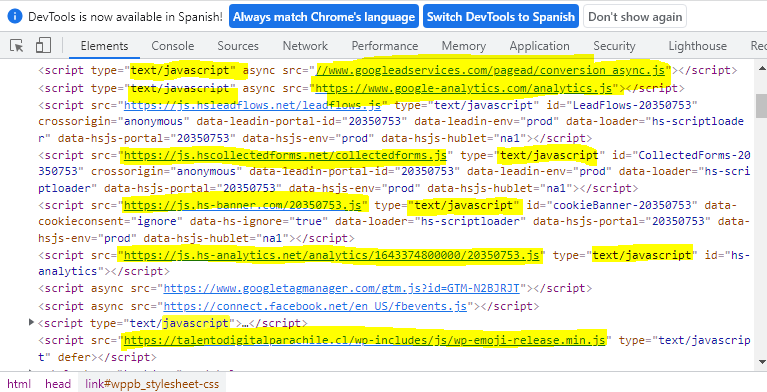 DevTools is now available in Spanish! Always match Chrome's language Switch DevTools to Spanish Don't show again
Elements Console Sources Network Performance Memory Application Security Lighthouse Record
<script type="text/javascript" async src="//www.googleadservices.com/pagead/conversion_async.js"></script>
<script type="text/javascript" async src="https://www.google-analytics.com/analytics.js"></script>
<script src="https://js.hsleadflows.net/leadflows.js" type="text/javascript" id="LeadFlows-20350753"
crossorigin="anonymous" data-leadin-portal-id="20350753" data-leadin-env="prod" data-loader="hs-scriptloade
r" data-hsjs-portal="20350753" data-hsjs-env="prod" data-hsjs-hublet="na1"></script>
<script src="https://js.hscollectedforms.net/collectedforms.js" type="text/javascript" id="CollectedForms-20
350753" crossorigin="anonymous" data-leadin-portal-id="20350753" data-leadin-env="prod" data-loader="hs-scri
ptloader" data-hsjs-portal="20350753" data-hsjs-env="prod" data-hsjs-hublet="na1"></script>
<script src="https://js.hs-banner.com/20350753.js" type="text/javascript" id="cookieBanner-20350753" data-
cookieconsent="ignore" data-hs-ignore="true" data-loader="hs-scriptloader" data-hsjs-portal="20350753" data-
hsjs-env="prod" data-hsjs-hublet="na1"></script>
<script src="https://js.hs-analytics.net/analytics/1643374800000/20350753.js" type="text/javascript" id="hs-
analytics"></script>
<script async src="https://www.googletagmanager.com/gtm.js?id=GTM-N2BJRJT"></script>
<script async src="https://connect.facebook.net/en_US/fbevents.js"></script>
<script type="text/javascript">…</script>
<script src="https://talentodigitalparachile.cl/wp-includes/js/wp-emoji-release.min.js" type="text/javascrip
t" defer></script>
html head link#wppb_stylesheet-css